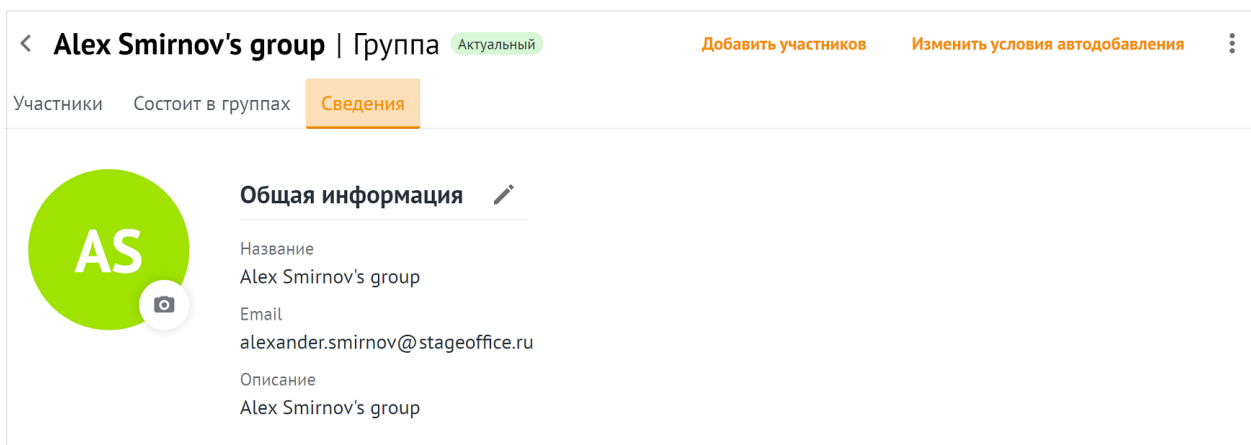 Alex Smirnov's group | Группа Актуальный Добавить участников Изменить условия автодобавления
Участники Состоит в группах Сведения
AS
Общая информация
Название
Alex Smirnov's group
Email
alexander.smirnov@stageoffice.ru
Описание
Alex Smirnov's group